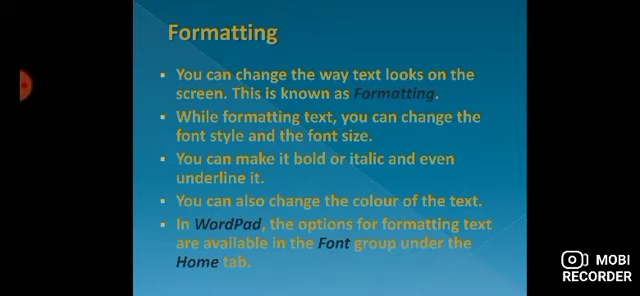 Formatting
You can change the way text looks on the
screen. This is known as Formatting.
While formatting text, you can change the
font style and the font size.
You can make it bold or italic and even
underline it.
You can also change the colour of the text.
In WordPad, the options for formatting text
are available in the Font group under the
Home tab.
MOBI
RECORDER